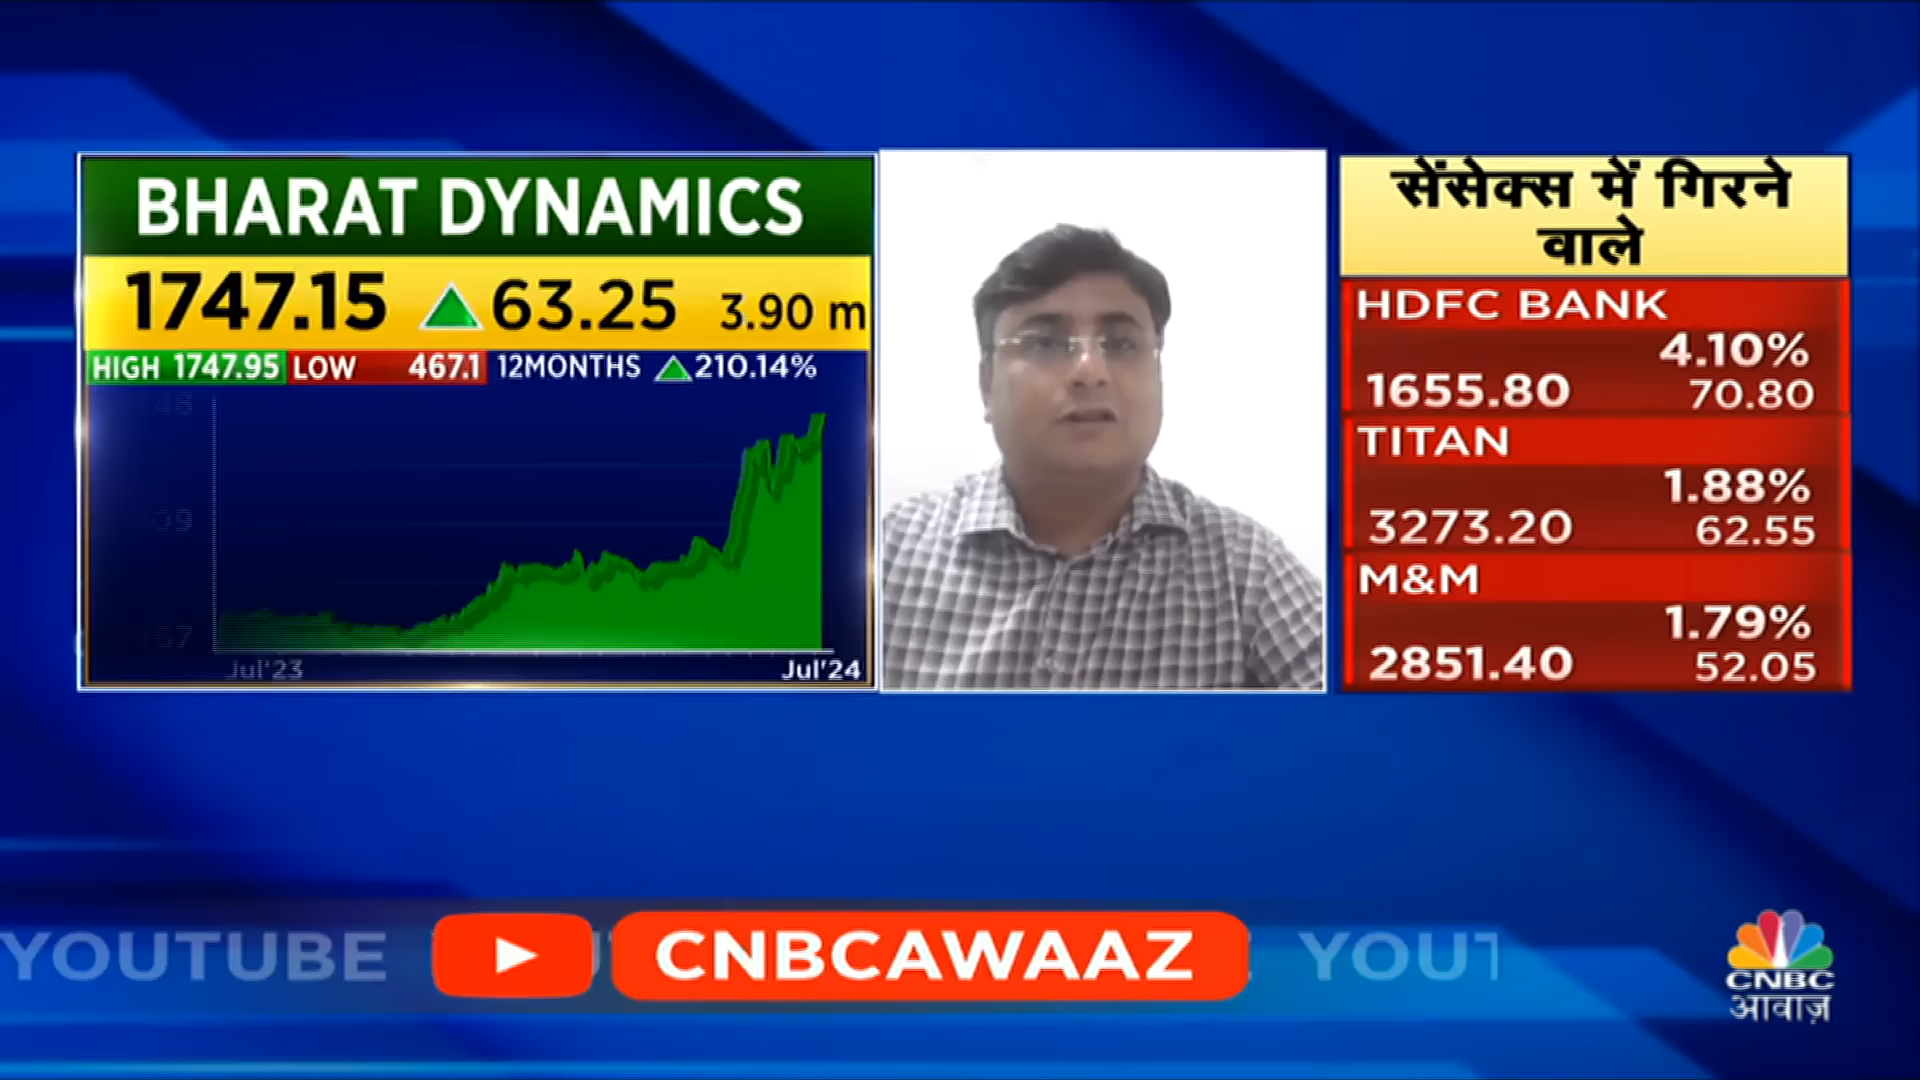 BHARAT DYNAMICS
1747.15 63.25 3.90 m
HIGH 1747.95 LOW 467.1 12MONTHS 210.14%
Jul'23 Jul'24
सेंसेक्स में गिरने
वाले
HDFC BANK
4.10%
1655.80 70.80
TITAN
1.88%
3273.20 62.55
M&M
1.79%
2851.40 52.05
YOUTUBE CNBCAWAAZ YOUT
CNBC
आवाज़